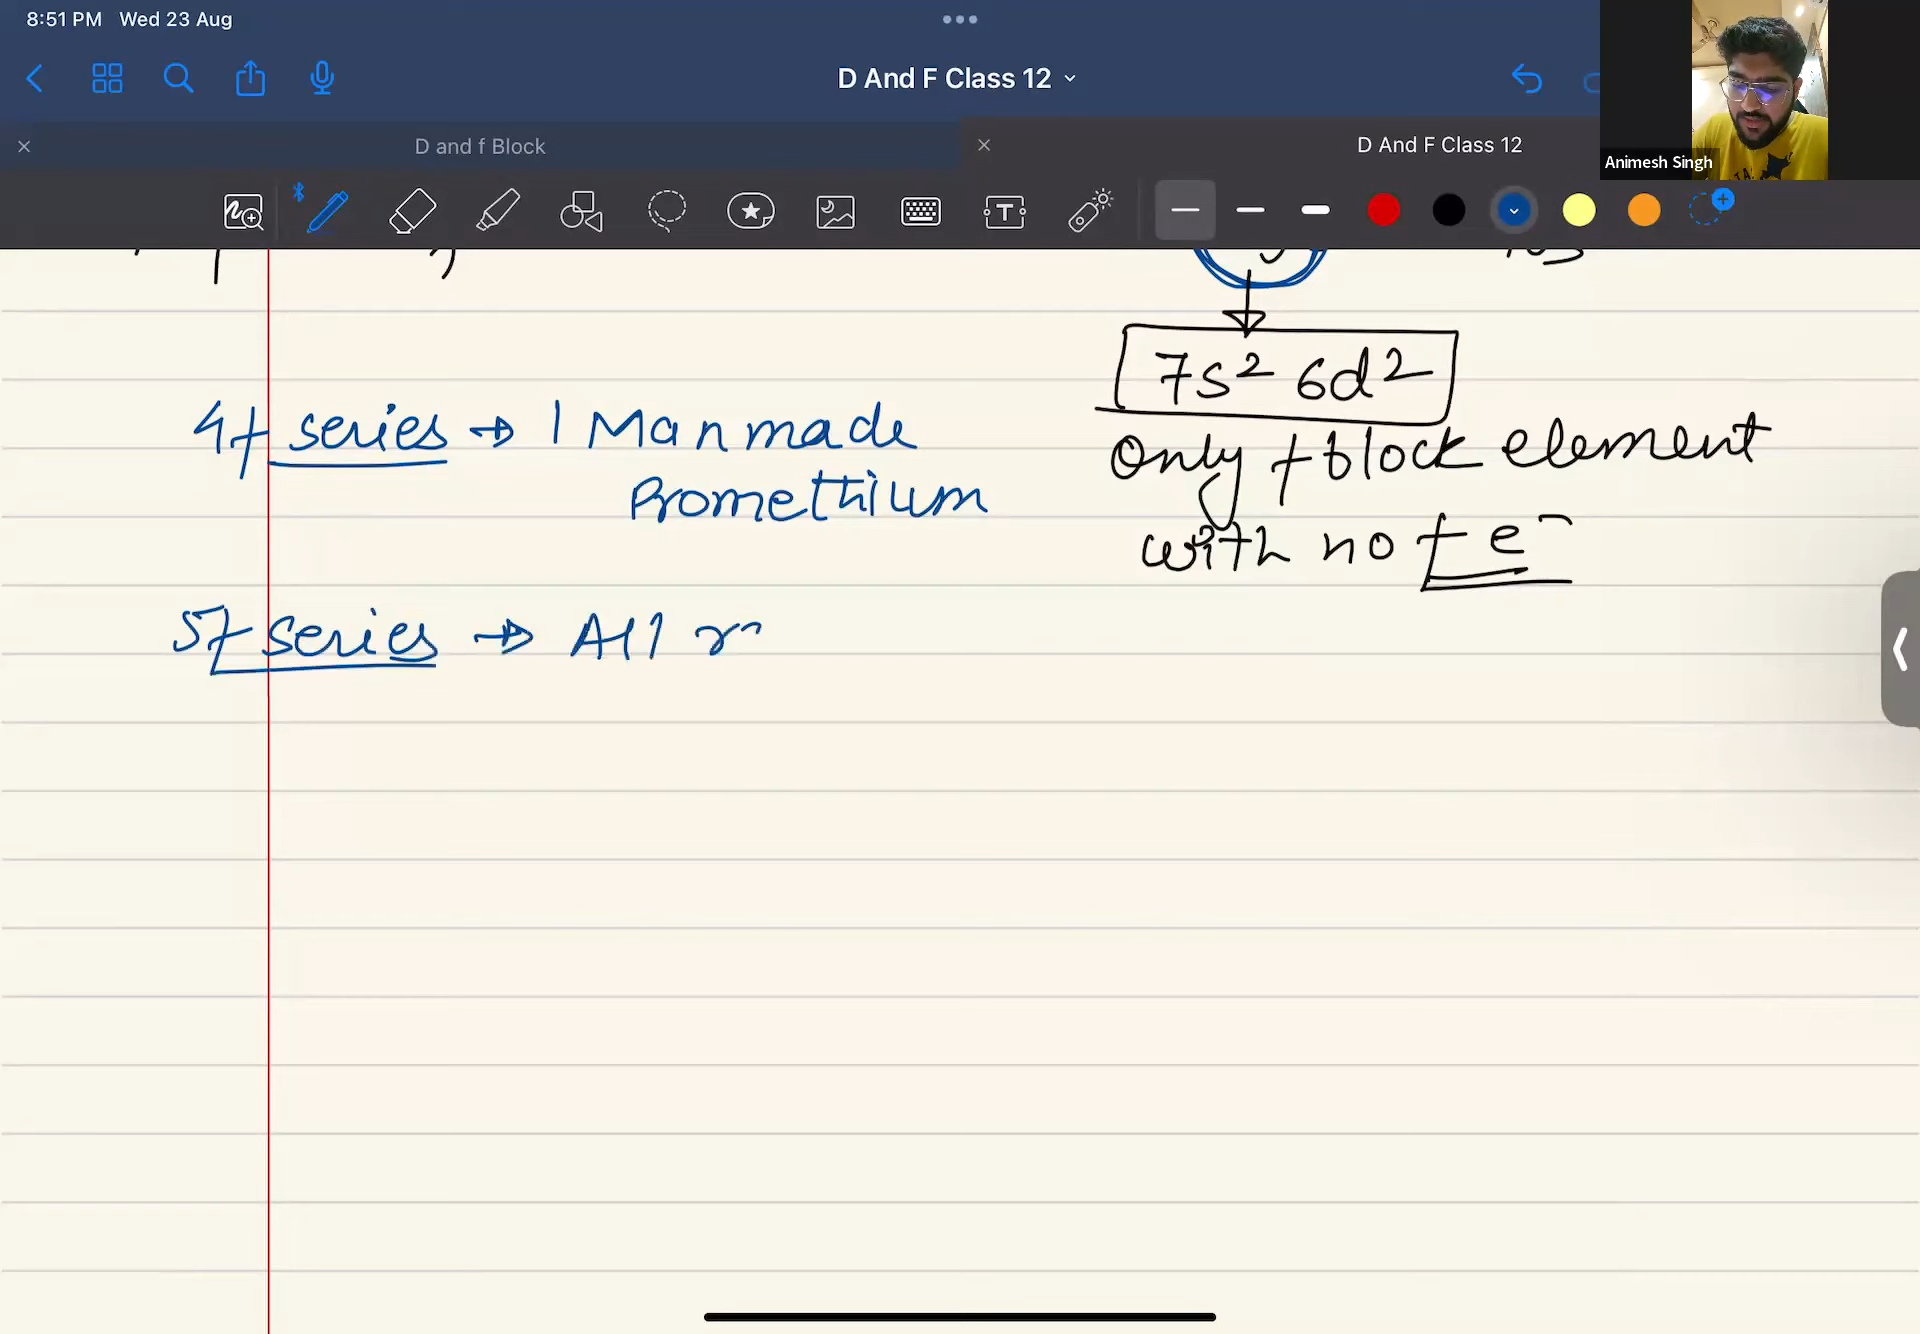 8:51 PM Wed 23 Aug
D And F Class 12
D and f Block
D And F Class 12
Animesh Singh
T
7s² 6d²
Only f block element
with no f e⁻
4f series → 1 Manmade
Promethium
5f series → All